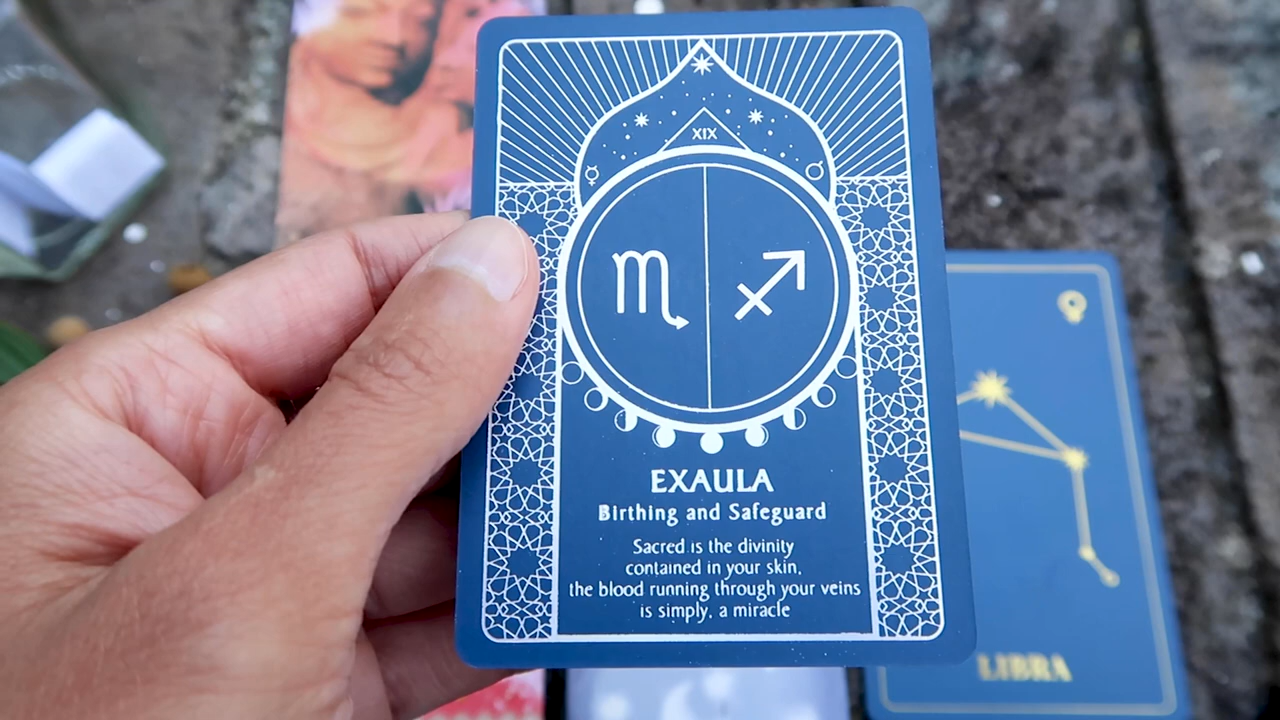 XIX
EXAULA
Birthing and Safeguard
Sacred is the divinity
contained in your skin,
the blood running through your veins
is simply, a miracle
LIBRA